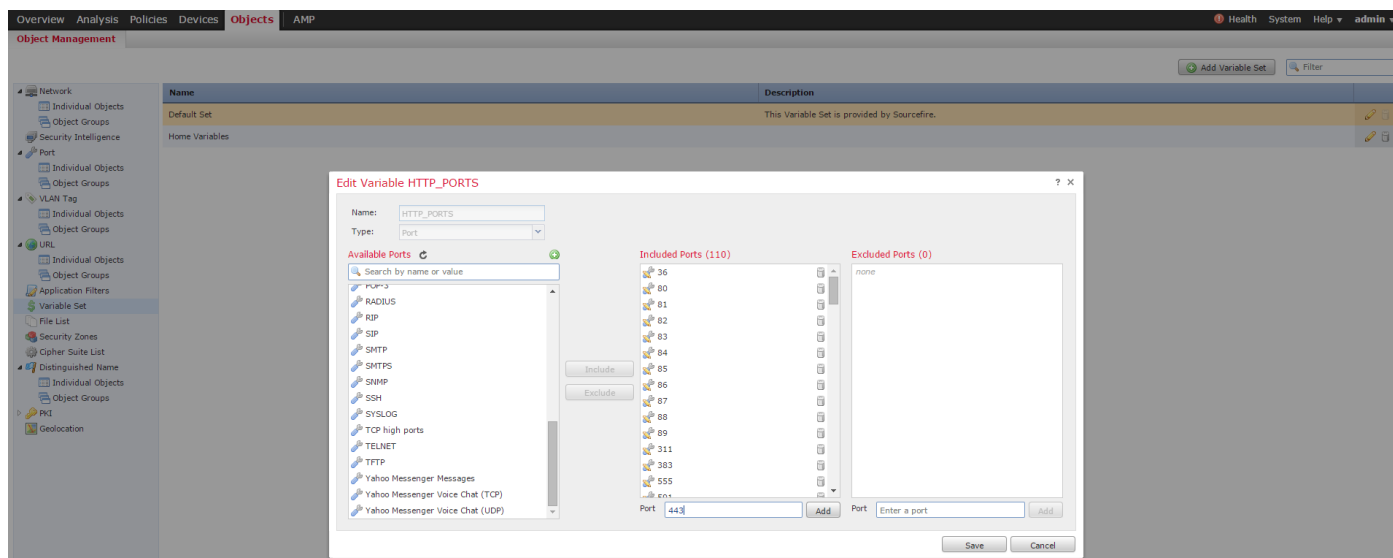 Overview Analysis Policies Devices Objects AMP Health System Help admin
Object Management
Add Variable Set Filter
Network
Individual Objects
Object Groups
Security Intelligence
Port
Individual Objects
Object Groups
VLAN Tag
Individual Objects
Object Groups
URL
Individual Objects
Object Groups
Application Filters
Variable Set
File List
Security Zones
Cipher Suite List
Distinguished Name
Individual Objects
Object Groups
PKI
Geolocation
Name Description
Default Set This Variable Set is provided by Sourcefire.
Home Variables
Edit Variable HTTP_PORTS ? ×
Name: HTTP_PORTS
Type: Port
Available Ports
Search by name or value
POP-3
RADIUS
RIP
SIP
SMTP
SMTPS
SNMP
SSH
SYSLOG
TCP high ports
TELNET
TFTP
Yahoo Messenger Messages
Yahoo Messenger Voice Chat (TCP)
Yahoo Messenger Voice Chat (UDP)
Include
Exclude
Included Ports (110)
36
80
81
82
83
84
85
86
87
88
89
311
383
555
591
Port 443 Add
Excluded Ports (0)
none
Port Enter a port Add
Save Cancel